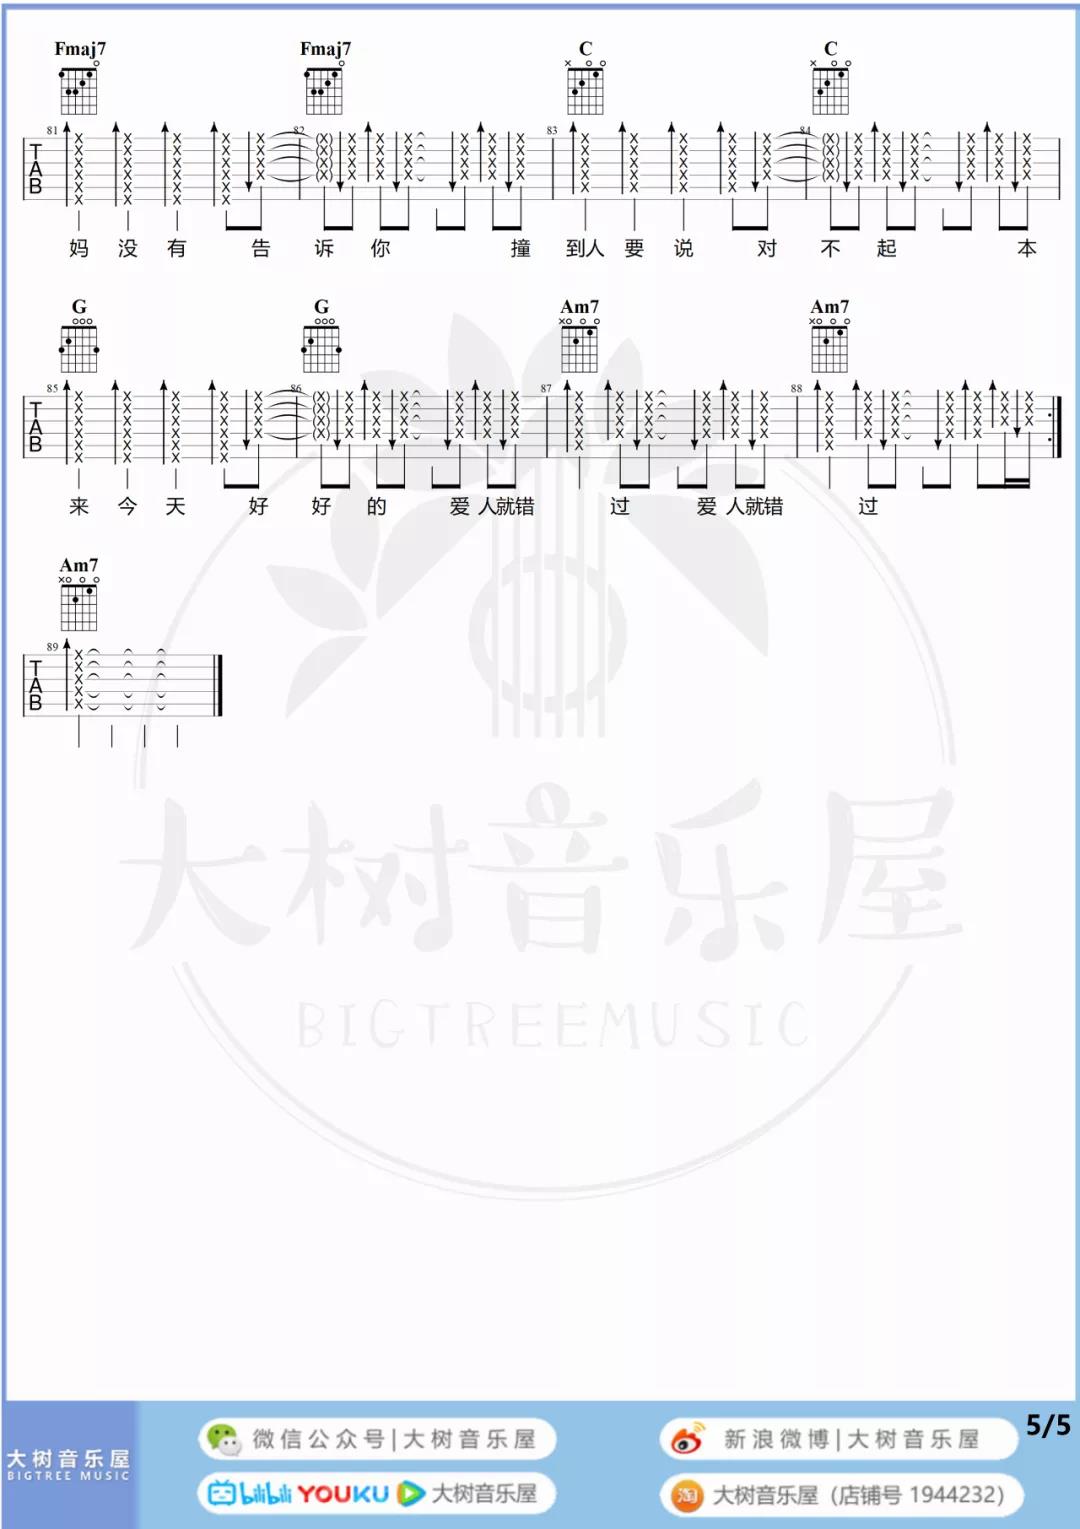 Fmaj7 Fmaj7 C C
81 82 83 84
T
A
B
妈 没 有 告 诉 你 撞 到人 要 说 对 不 起 本
G G Am7 Am7
85 86 87 88
T
A
B
来 今 天 好 好 的 爱 人就错 过 爱 人就错 过
Am7
89
T
A
B
大树音乐屋
BIGTREEMUSIC
5/5
大树音乐屋
BIGTREE MUSIC
微信公众号|大树音乐屋
新浪微博|大树音乐屋
bilibili YOUKU 大树音乐屋
淘 大树音乐屋（店铺号 1944232）